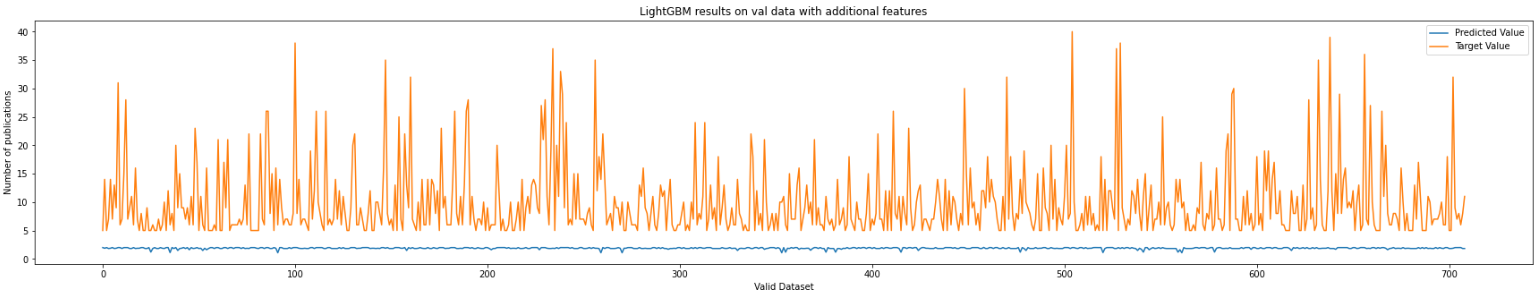 LightGBM results on val data with additional features
Predicted Value
Target Value
Number of publications
40
35
30
25
20
15
10
5
0
0 100 200 300 400 500 600 700
Valid Dataset